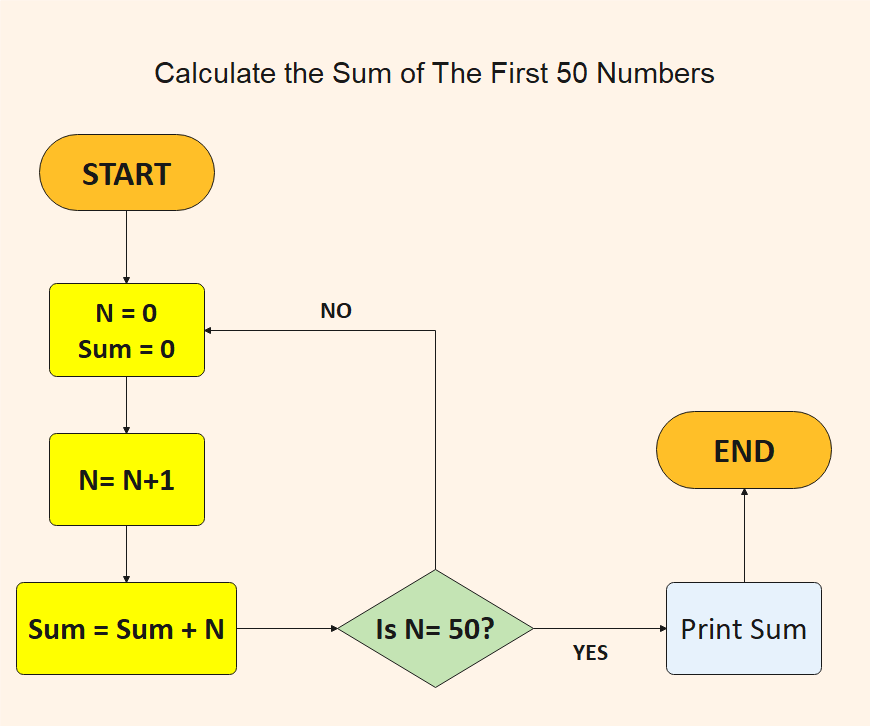 Calculate the Sum of The First 50 Numbers
START
N = 0
Sum = 0
NO
N= N+1
Sum = Sum + N
Is N= 50?
YES
Print Sum
END